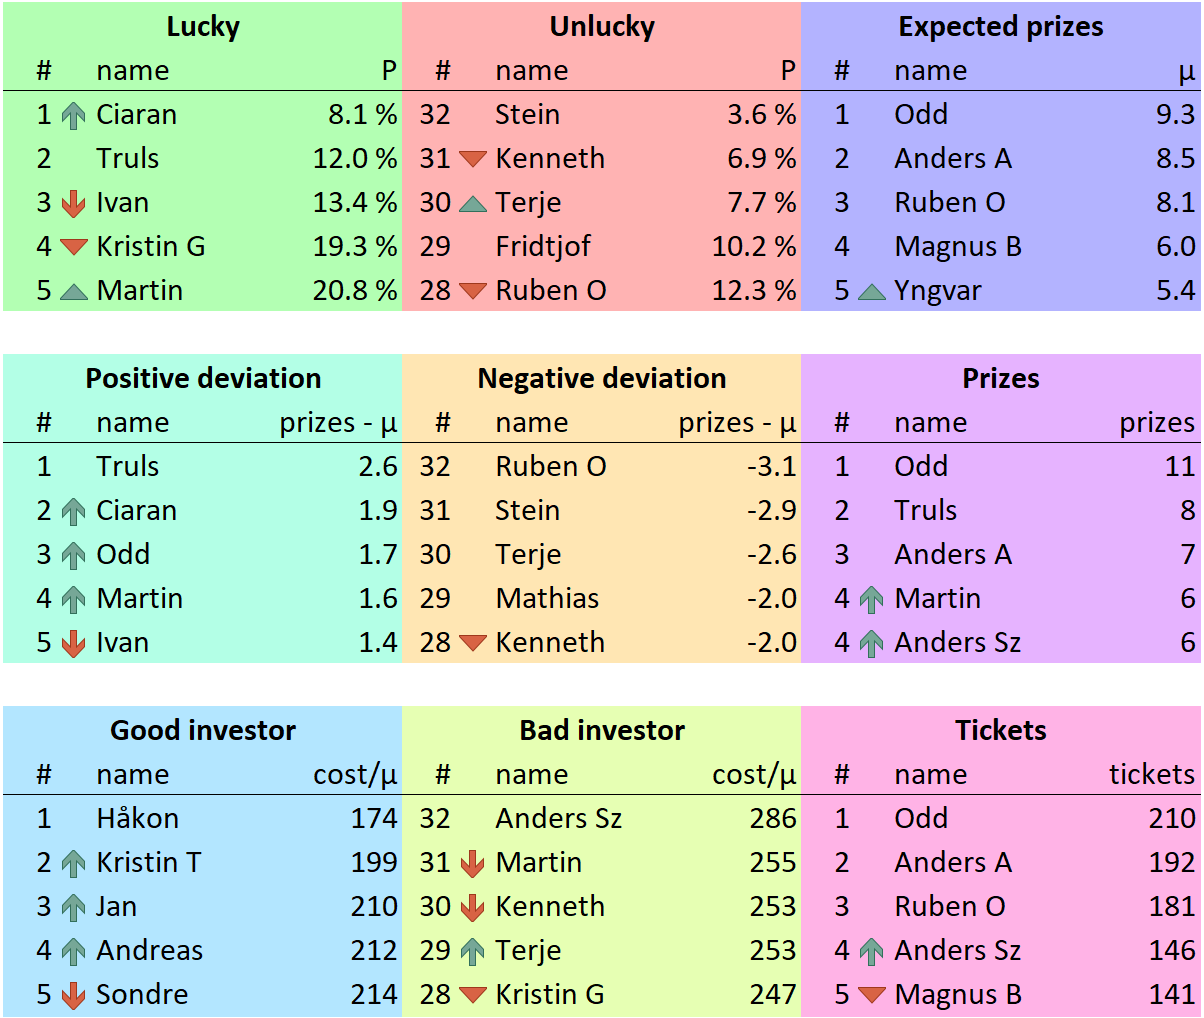 Lucky Unlucky Expected prizes
# name P # name P # name µ
1 Ciaran 8.1 % 32 Stein 3.6 % 1 Odd 9.3
2 Truls 12.0 % 31 Kenneth 6.9 % 2 Anders A 8.5
3 Ivan 13.4 % 30 Terje 7.7 % 3 Ruben O 8.1
4 Kristin G 19.3 % 29 Fridtjof 10.2 % 4 Magnus B 6.0
5 Martin 20.8 % 28 Ruben O 12.3 % 5 Yngvar 5.4
Positive deviation Negative deviation Prizes
# name prizes - µ # name prizes - µ # name prizes
1 Truls 2.6 32 Ruben O -3.1 1 Odd 11
2 Ciaran 1.9 31 Stein -2.9 2 Truls 8
3 Odd 1.7 30 Terje -2.6 3 Anders A 7
4 Martin 1.6 29 Mathias -2.0 4 Martin 6
5 Ivan 1.4 28 Kenneth -2.0 4 Anders Sz 6
Good investor Bad investor Tickets
# name cost/µ # name cost/µ # name tickets
1 Håkon 174 32 Anders Sz 286 1 Odd 210
2 Kristin T 199 31 Martin 255 2 Anders A 192
3 Jan 210 30 Kenneth 253 3 Ruben O 181
4 Andreas 212 29 Terje 253 4 Anders Sz 146
5 Sondre 214 28 Kristin G 247 5 Magnus B 141